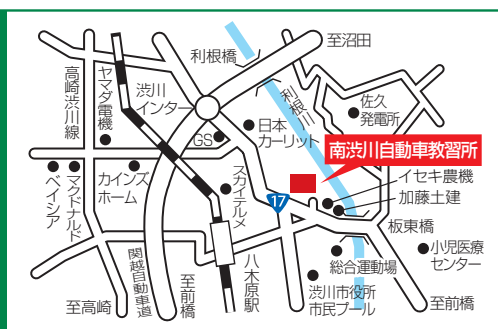 至沼田
利根橋
高崎渋川線
ヤマダ電機
渋川
インター
利根川
佐久
発電所
GS
日本
カーリット
南渋川自動車教習所
ベイシア
マクドナルド
カインズ
ホーム
スカイテルメ
17
イセキ農機
加藤土建
板東橋
関越自動車道
至前橋
八木原駅
総合運動場
小児医療
センター
渋川市役所
市民プール
至高崎
至前橋